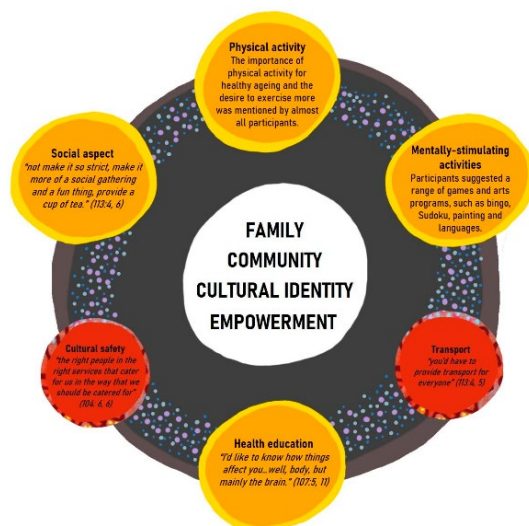 Physical activity
The importance of
physical activity for
healthy ageing and the
desire to exercise more
was mentioned by almost
all participants.
Social aspect
"not make it so strict, make it
more of a social gathering
and a fun thing, provide a
cup of tea." (113:4, 6)
Mentally-stimulating
activities
Participants suggested a
range of games and arts
programs, such as bingo,
Sudoku, painting and
languages.
FAMILY
COMMUNITY
CULTURAL IDENTITY
EMPOWERMENT
Cultural safety
"the right people in the
right services that cater
for us in the way that we
should be catered for"
(104: 6, 6)
Transport
"you'd have to
provide transport for
everyone" (113:4, 5)
Health education
"I'd like to know how things
affect you..well, body, but
mainly the brain." (107:5, 11)